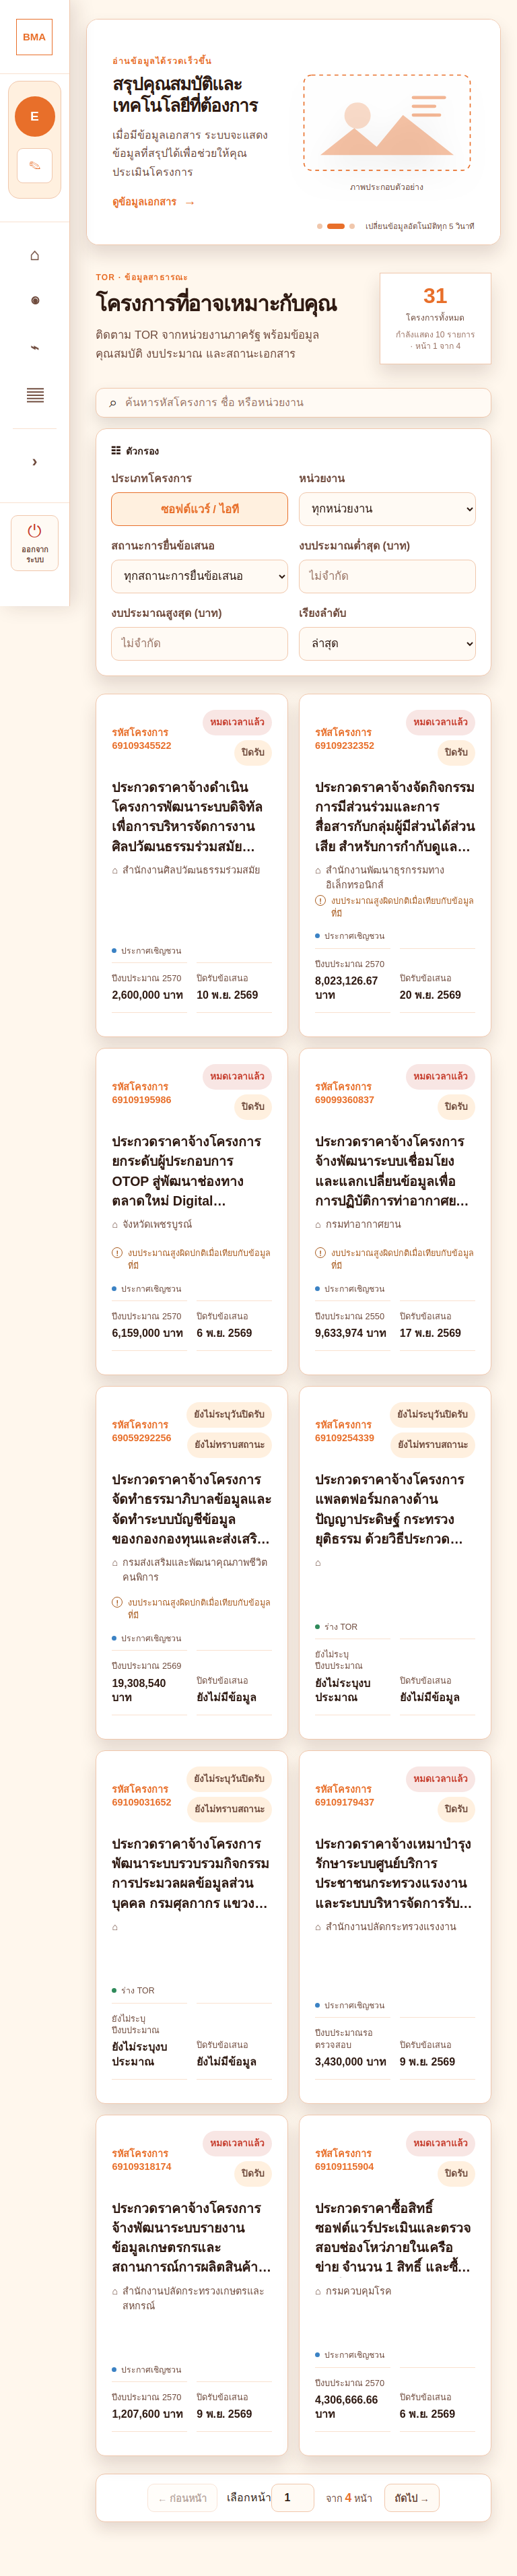 BMA
E
ออกจาก
ระบบ
อ่านข้อมูลได้รวดเร็วขึ้น
สรุปคุณสมบัติและ
เทคโนโลยีที่ต้องการ
เมื่อมีข้อมูลเอกสาร ระบบจะแสดง
ข้อมูลที่สรุปได้เพื่อช่วยให้คุณ
ประเมินโครงการ
ดูข้อมูลเอกสาร →
ภาพประกอบตัวอย่าง
เปลี่ยนข้อมูลอัตโนมัติทุก 5 วินาที
TOR · ข้อมูลสาธารณะ
โครงการที่อาจเหมาะกับคุณ
ติดตาม TOR จากหน่วยงานภาครัฐ พร้อมข้อมูล
คุณสมบัติ งบประมาณ และสถานะเอกสาร
31
โครงการทั้งหมด
กำลังแสดง 10 รายการ
· หน้า 1 จาก 4
ค้นหารหัสโครงการ ชื่อ หรือหน่วยงาน
ตัวกรอง
ประเภทโครงการ
ซอฟต์แวร์ / ไอที
หน่วยงาน
ทุกหน่วยงาน
สถานะการยื่นข้อเสนอ
ทุกสถานะการยื่นข้อเสนอ
งบประมาณต่ำสุด (บาท)
ไม่จำกัด
งบประมาณสูงสุด (บาท)
ไม่จำกัด
เรียงลำดับ
ล่าสุด
รหัสโครงการ
69109345522
หมดเวลาแล้ว
ปิดรับ
ประกวดราคาจ้างดำเนิน
โครงการพัฒนาระบบดิจิทัล
เพื่อการบริหารจัดการงาน
ศิลปวัฒนธรรมร่วมสมัย…
สำนักงานศิลปวัฒนธรรมร่วมสมัย
ประกาศเชิญชวน
ปีงบประมาณ 2570
2,600,000 บาท
ปิดรับข้อเสนอ
10 พ.ย. 2569
รหัสโครงการ
69109232352
หมดเวลาแล้ว
ปิดรับ
ประกวดราคาจ้างจัดกิจกรรม
การมีส่วนร่วมและการ
สื่อสารกับกลุ่มผู้มีส่วนได้ส่วน
เสีย สำหรับการกำกับดูแล…
สำนักงานพัฒนาธุรกรรมทาง
อิเล็กทรอนิกส์
งบประมาณสูงผิดปกติเมื่อเทียบกับข้อมูล
ที่มี
ประกาศเชิญชวน
ปีงบประมาณ 2570
8,023,126.67
บาท
ปิดรับข้อเสนอ
20 พ.ย. 2569
รหัสโครงการ
69109195986
หมดเวลาแล้ว
ปิดรับ
ประกวดราคาจ้างโครงการ
ยกระดับผู้ประกอบการ
OTOP สู่พัฒนาช่องทาง
ตลาดใหม่ Digital…
จังหวัดเพชรบูรณ์
งบประมาณสูงผิดปกติเมื่อเทียบกับข้อมูล
ที่มี
ประกาศเชิญชวน
ปีงบประมาณ 2570
6,159,000 บาท
ปิดรับข้อเสนอ
6 พ.ย. 2569
รหัสโครงการ
69099360837
หมดเวลาแล้ว
ปิดรับ
ประกวดราคาจ้างโครงการ
จ้างพัฒนาระบบเชื่อมโยง
และแลกเปลี่ยนข้อมูลเพื่อ
การปฏิบัติการท่าอากาศย…
กรมท่าอากาศยาน
งบประมาณสูงผิดปกติเมื่อเทียบกับข้อมูล
ที่มี
ประกาศเชิญชวน
ปีงบประมาณ 2550
9,633,974 บาท
ปิดรับข้อเสนอ
17 พ.ย. 2569
รหัสโครงการ
69059292256
ยังไม่ระบุวันปิดรับ
ยังไม่ทราบสถานะ
ประกวดราคาจ้างโครงการ
จัดทำธรรมาภิบาลข้อมูลและ
จัดทำระบบบัญชีข้อมูล
ของกองกองทุนและส่งเสริ…
กรมส่งเสริมและพัฒนาคุณภาพชีวิต
คนพิการ
งบประมาณสูงผิดปกติเมื่อเทียบกับข้อมูล
ที่มี
ประกาศเชิญชวน
ปีงบประมาณ 2569
19,308,540
บาท
ปิดรับข้อเสนอ
ยังไม่มีข้อมูล
รหัสโครงการ
69109254339
ยังไม่ระบุวันปิดรับ
ยังไม่ทราบสถานะ
ประกวดราคาจ้างโครงการ
แพลตฟอร์มกลางด้าน
ปัญญาประดิษฐ์ กระทรวง
ยุติธรรม ด้วยวิธีประกวด…
ร่าง TOR
ยังไม่ระบุ
ปีงบประมาณ
ยังไม่ระบุงบ
ประมาณ
ปิดรับข้อเสนอ
ยังไม่มีข้อมูล
รหัสโครงการ
69109031652
ยังไม่ระบุวันปิดรับ
ยังไม่ทราบสถานะ
ประกวดราคาจ้างโครงการ
พัฒนาระบบรวบรวมกิจกรรม
การประมวลผลข้อมูลส่วน
บุคคล กรมศุลกากร แขวง…
ร่าง TOR
ยังไม่ระบุ
ปีงบประมาณ
ยังไม่ระบุงบ
ประมาณ
ปิดรับข้อเสนอ
ยังไม่มีข้อมูล
รหัสโครงการ
69109179437
หมดเวลาแล้ว
ปิดรับ
ประกวดราคาจ้างเหมาบำรุง
รักษาระบบศูนย์บริการ
ประชาชนกระทรวงแรงงาน
และระบบบริหารจัดการรับ…
สำนักงานปลัดกระทรวงแรงงาน
ประกาศเชิญชวน
ปีงบประมาณรอ
ตรวจสอบ
3,430,000 บาท
ปิดรับข้อเสนอ
9 พ.ย. 2569
รหัสโครงการ
69109318174
หมดเวลาแล้ว
ปิดรับ
ประกวดราคาจ้างโครงการ
จ้างพัฒนาระบบรายงาน
ข้อมูลเกษตรกรและ
สถานการณ์การผลิตสินค้า…
สำนักงานปลัดกระทรวงเกษตรและ
สหกรณ์
ประกาศเชิญชวน
ปีงบประมาณ 2570
1,207,600 บาท
ปิดรับข้อเสนอ
9 พ.ย. 2569
รหัสโครงการ
69109115904
หมดเวลาแล้ว
ปิดรับ
ประกวดราคาซื้อสิทธิ์
ซอฟต์แวร์ประเมินและตรวจ
สอบช่องโหว่ภายในเครือ
ข่าย จำนวน 1 สิทธิ์ และซื้…
กรมควบคุมโรค
ประกาศเชิญชวน
ปีงบประมาณ 2570
4,306,666.66
บาท
ปิดรับข้อเสนอ
6 พ.ย. 2569
← ก่อนหน้า เลือกหน้า 1 จาก 4 หน้า ถัดไป →